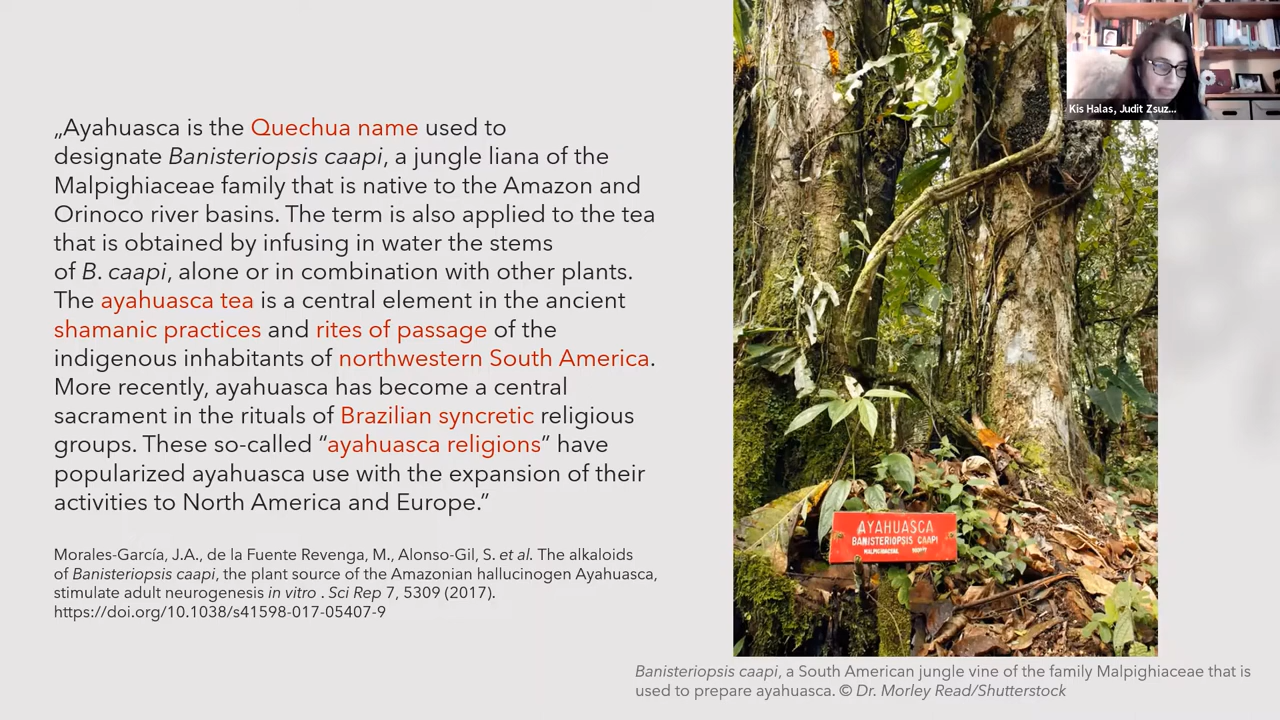 „Ayahuasca is the Quechua name used to
designate Banisteriopsis caapi, a jungle liana of the
Malpighiaceae family that is native to the Amazon and
Orinoco river basins. The term is also applied to the tea
that is obtained by infusing in water the stems
of B. caapi, alone or in combination with other plants.
The ayahuasca tea is a central element in the ancient
shamanic practices and rites of passage of the
indigenous inhabitants of northwestern South America.
More recently, ayahuasca has become a central
sacrament in the rituals of Brazilian syncretic religious
groups. These so-called “ayahuasca religions” have
popularized ayahuasca use with the expansion of their
activities to North America and Europe.”
Morales-García, J.A., de la Fuente Revenga, M., Alonso-Gil, S. et al. The alkaloids
of Banisteriopsis caapi, the plant source of the Amazonian hallucinogen Ayahuasca,
stimulate adult neurogenesis in vitro . Sci Rep 7, 5309 (2017).
https://doi.org/10.1038/s41598-017-05407-9
Kis Halas, Judit Zsuz...
AYAHUASCA
BANISTERIOPSIS CAAPI
Banisteriopsis caapi, a South American jungle vine of the family Malpighiaceae that is
used to prepare ayahuasca. © Dr. Morley Read/Shutterstock